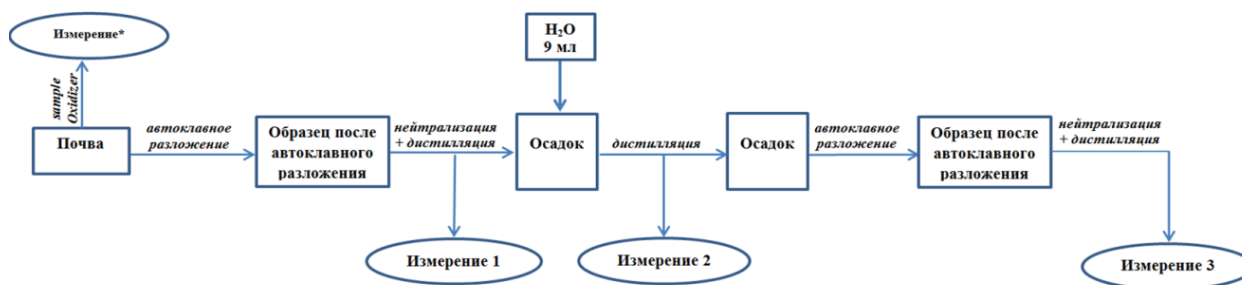 Измерение*
H₂O
9 мл
sample
Oxidizer
Почва
автоклавное
разложение
Образец после
автоклавного
разложения
нейтрализация
+ дистилляция
Осадок
дистилляция
Осадок
автоклавное
разложение
Образец после
автоклавного
разложения
нейтрализация
+ дистилляция
Измерение 1
Измерение 2
Измерение 3